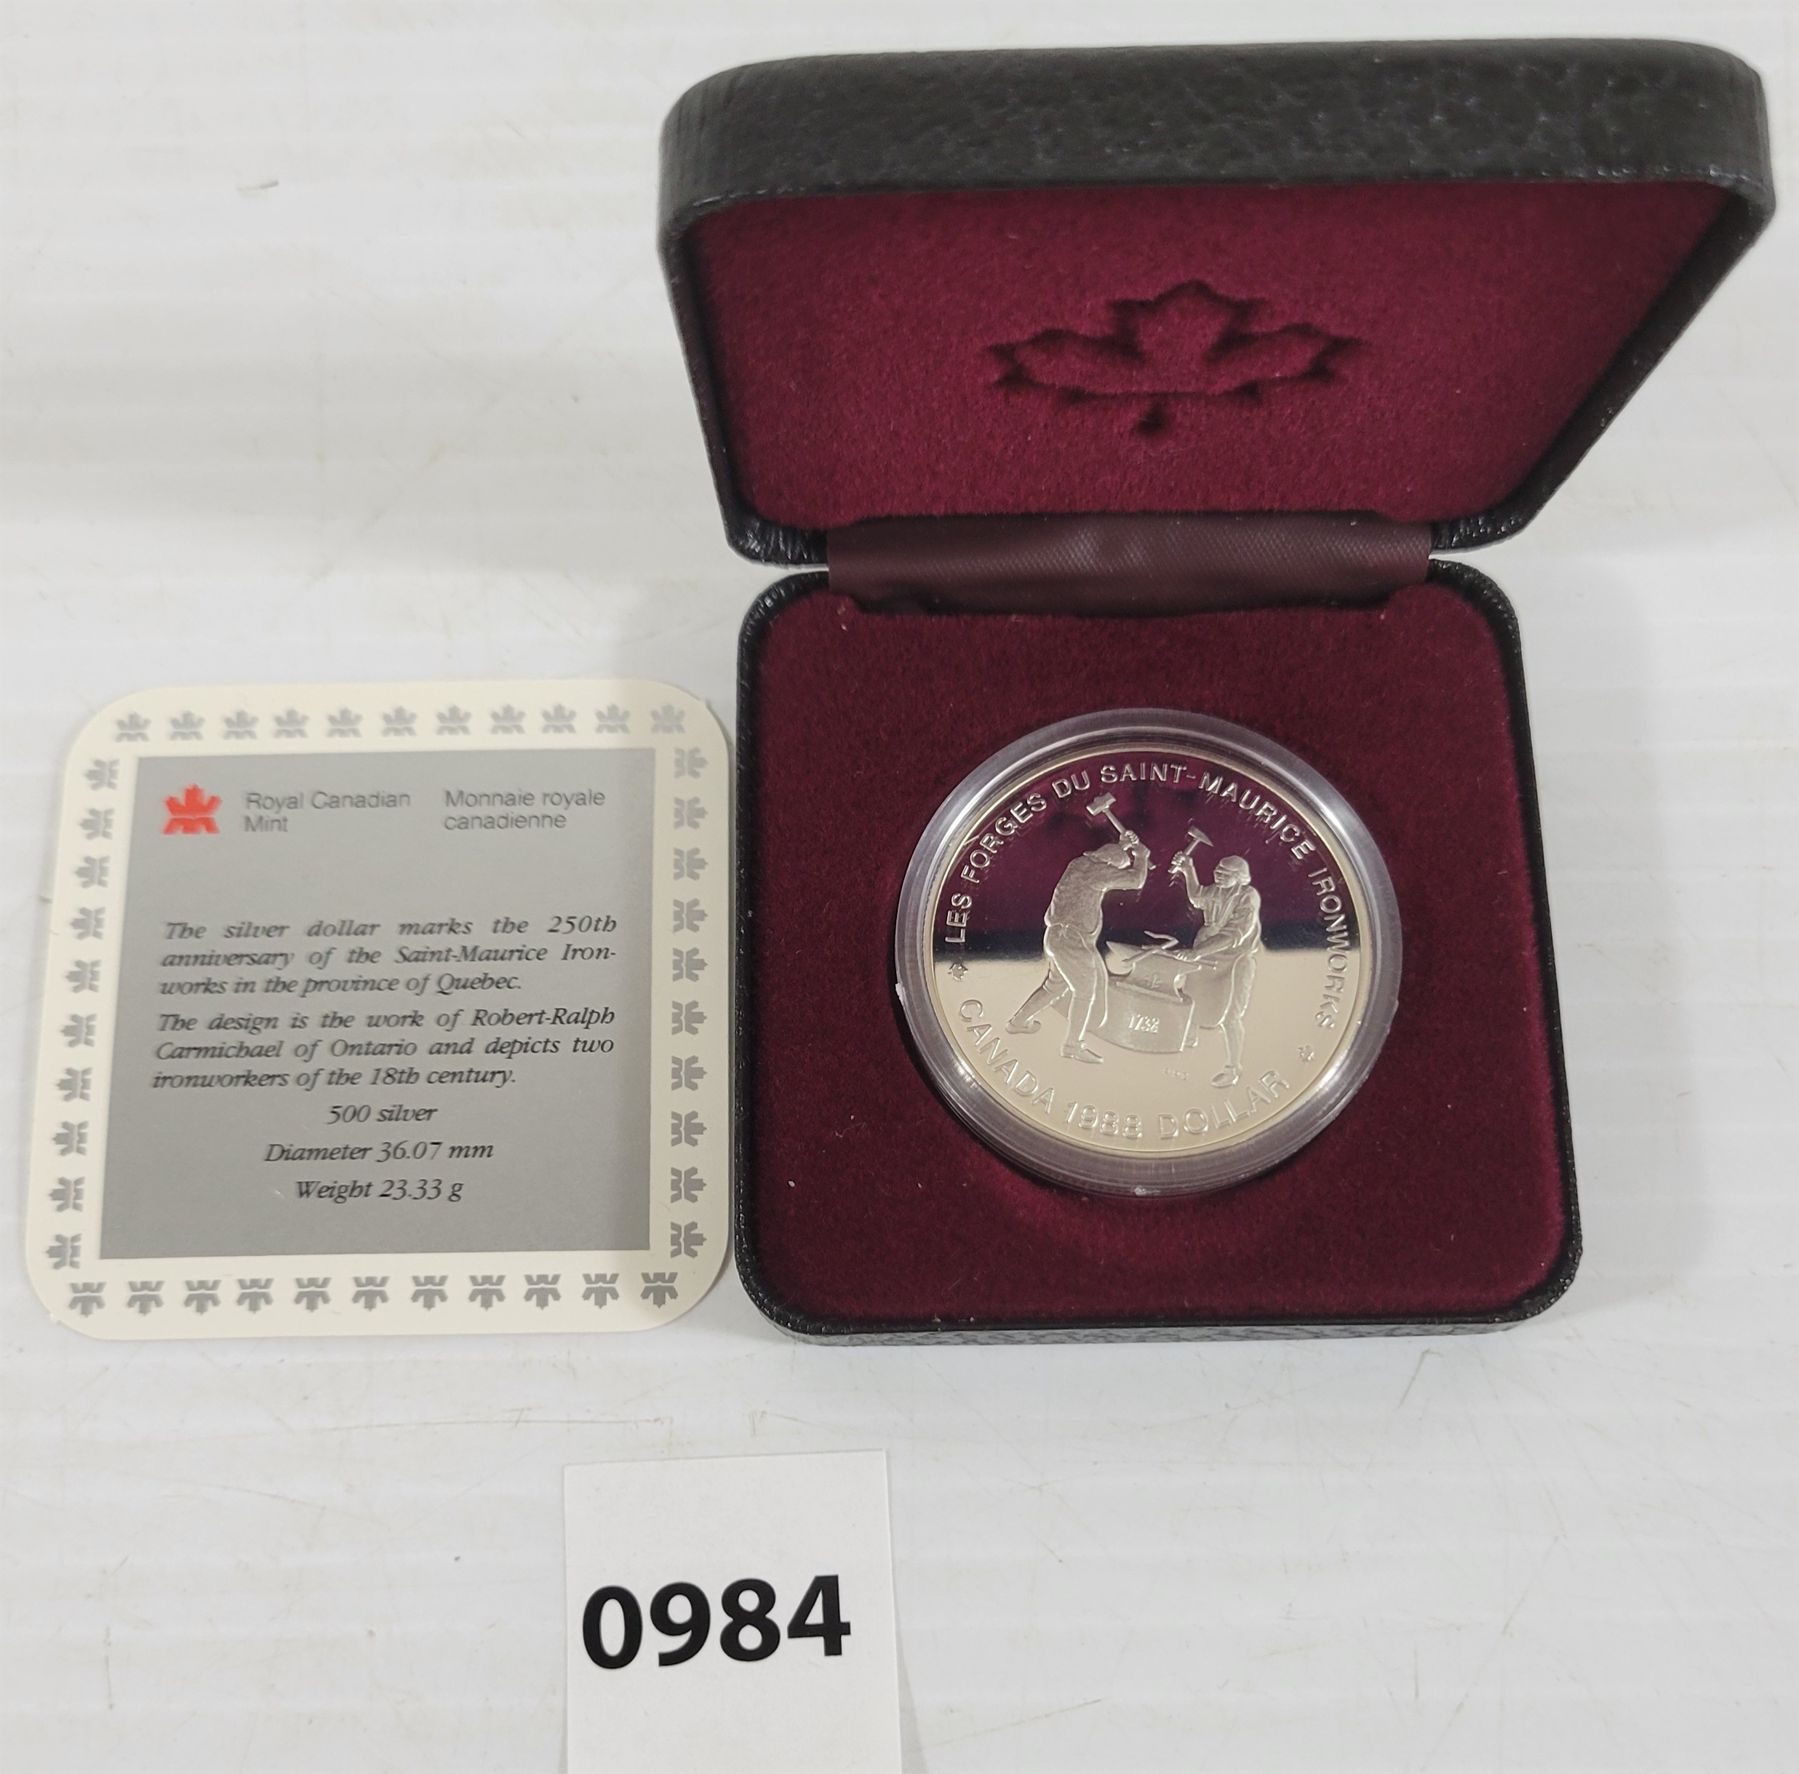 Royal Canadian
Mint
Monnaie royale
canadienne
The silver dollar marks the 250th
anniversary of the Saint-Maurice Iron-
works in the province of Quebec.
The design is the work of Robert-Ralph
Carmichael of Ontario and depicts two
ironworkers of the 18th century.
500 silver
Diameter 36.07 mm
Weight 23.33 g
LES FORGES DU SAINT-MAURICE IRONWORKS
1738
CANADA 1988 DOLLAR
0984